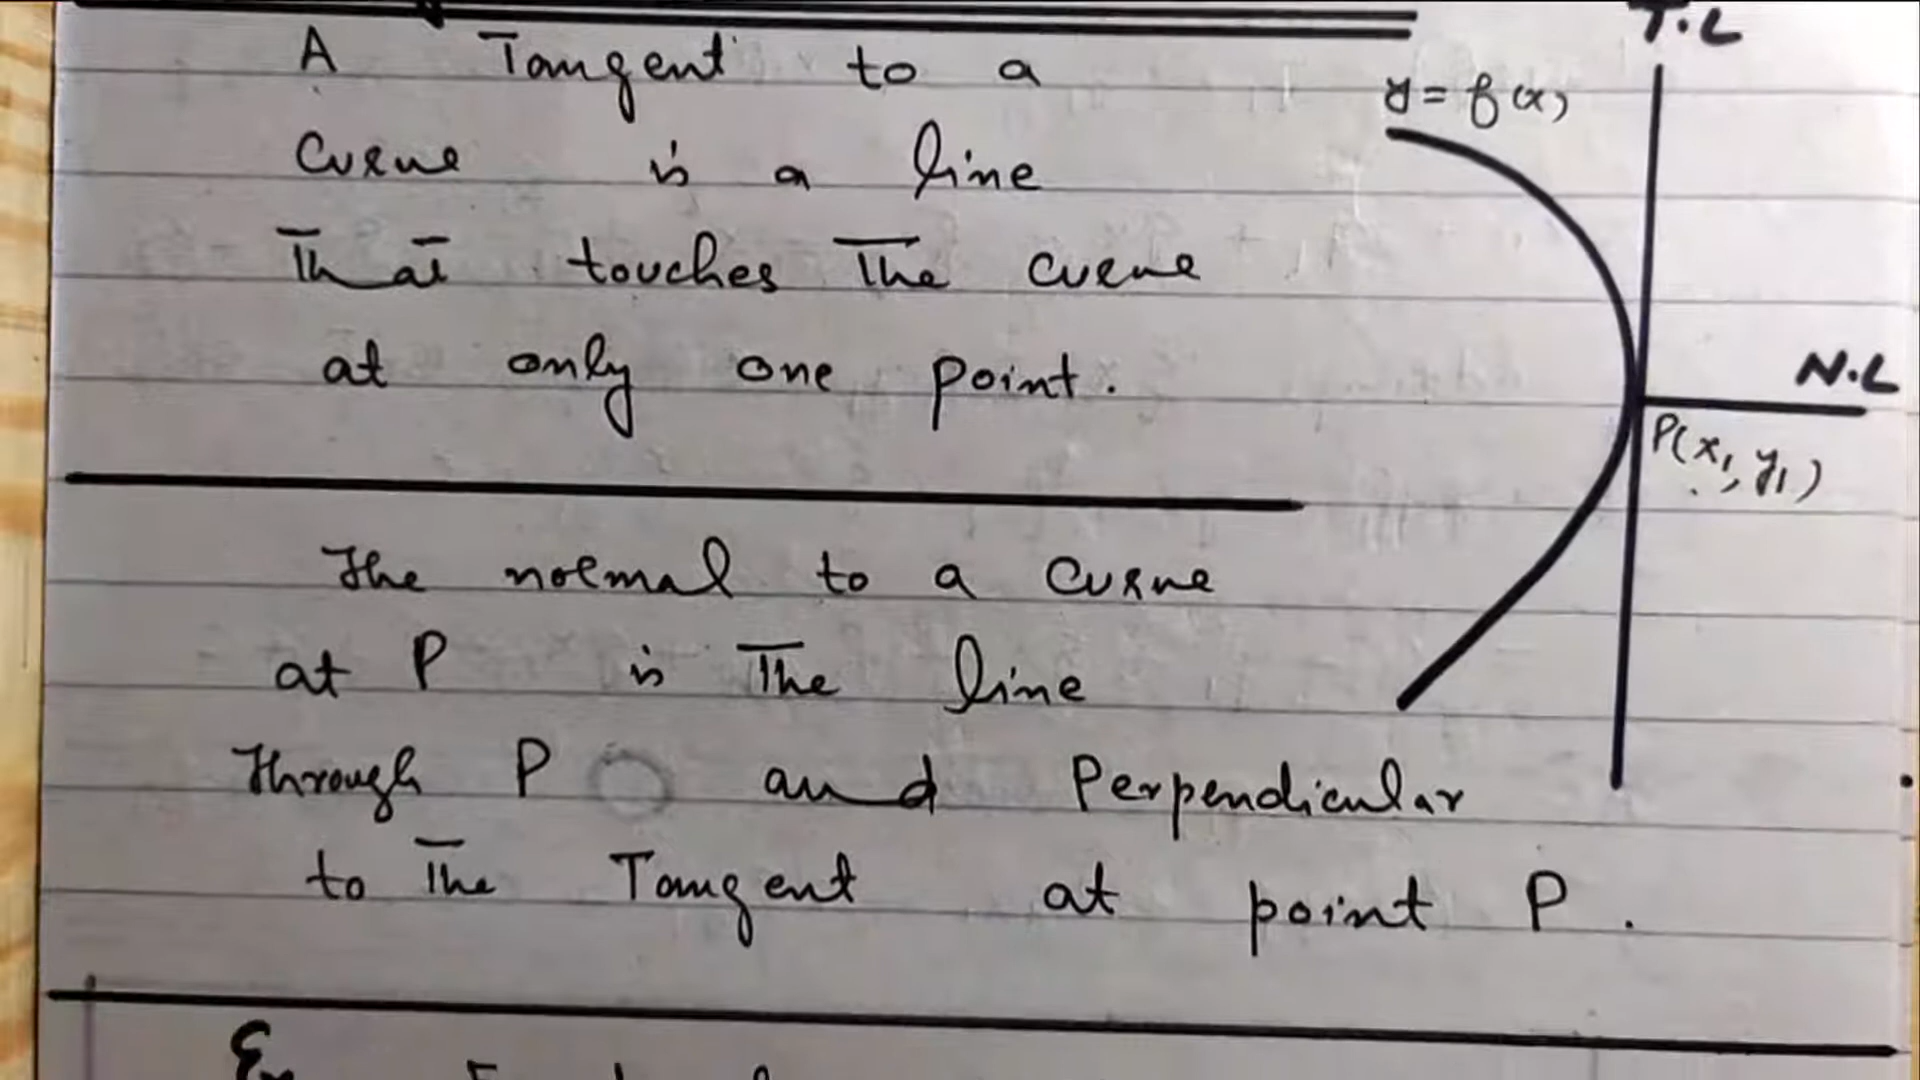 A Tangent to a
curve is a line
That touches The curve
at only one point.
The normal to a curve
at P is The line
Through P and Perpendicular
to The Tangent at point P.
T.L
y = f(x)
N.L
P(x₁, y₁)